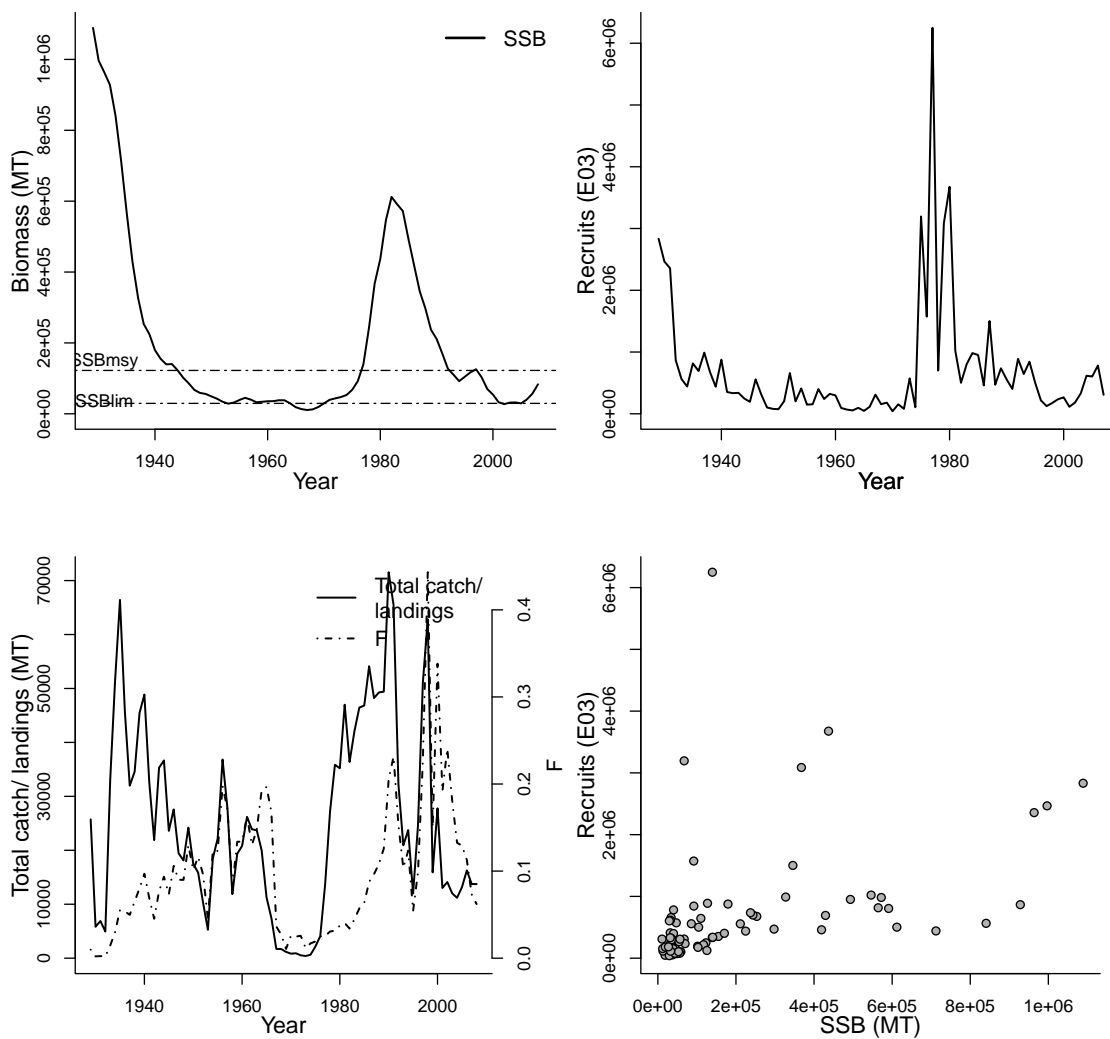 SSB
Biomass (MT)
1e+06
8e+05
6e+05
4e+05
2e+05
0e+00
SSBmsy
SSBlim
1940 1960 1980 2000
Year
Recruits (E03)
6e+06
4e+06
2e+06
0e+00
1940 1960 1980 2000
Year
Total catch/ landings (MT)
70000
50000
30000
10000
0
Total catch/
landings
F
0.4
0.3
0.2
0.1
0.0
F
1940 1960 1980 2000
Year
Recruits (E03)
6e+06
4e+06
2e+06
0e+00
0e+00 2e+05 4e+05 6e+05 8e+05 1e+06
SSB (MT)